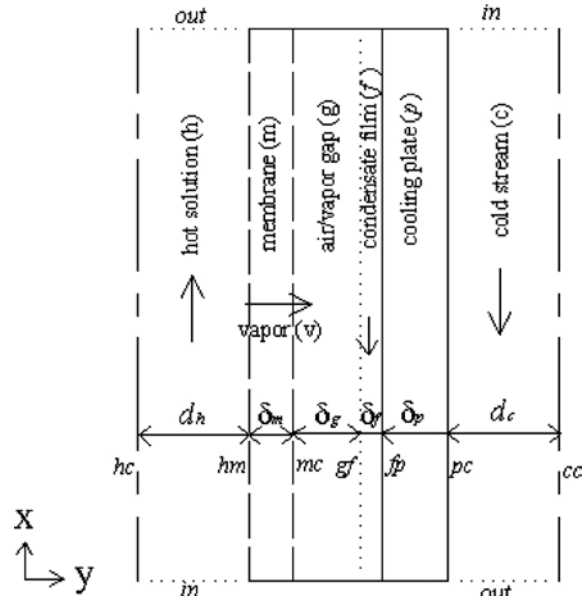 out
in
hot solution (h)
membrane (m)
air/vapor gap (g)
condensate film (f)
cooling plate (p)
cold stream (c)
vapor (v)
dh
δm
δg
δf
δp
dc
hc
hm
mc
gf
fp
pc
cc
x
y
in
out